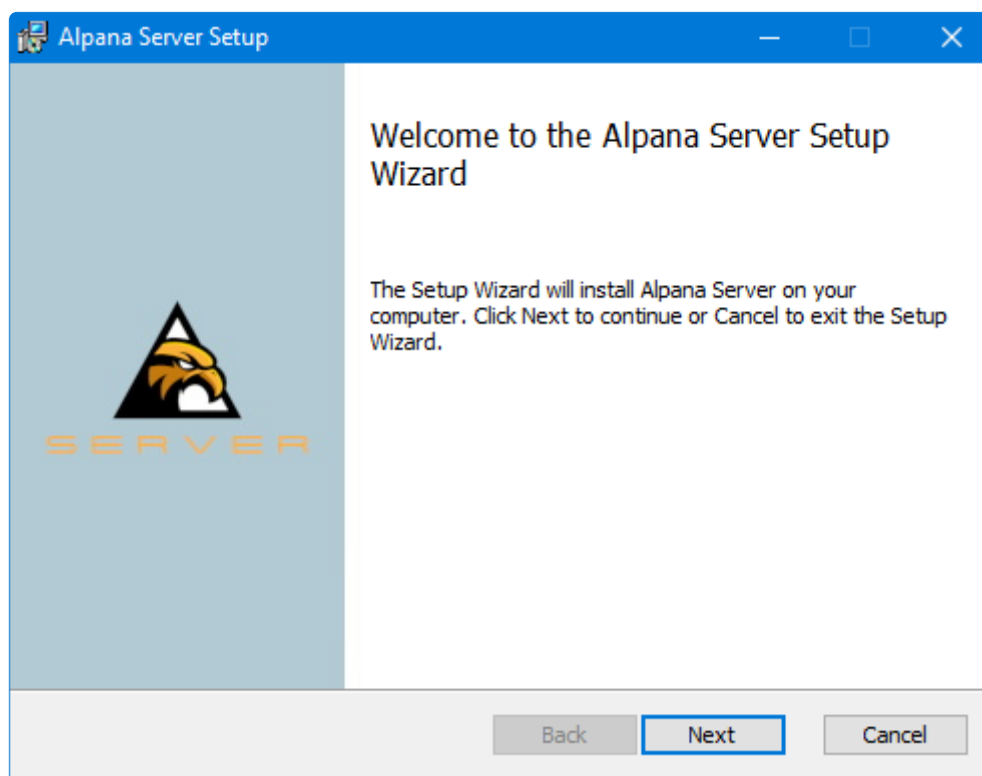 Alpana Server Setup
Welcome to the Alpana Server Setup
Wizard
The Setup Wizard will install Alpana Server on your
computer. Click Next to continue or Cancel to exit the Setup
Wizard.
SERVER
Back
Next
Cancel